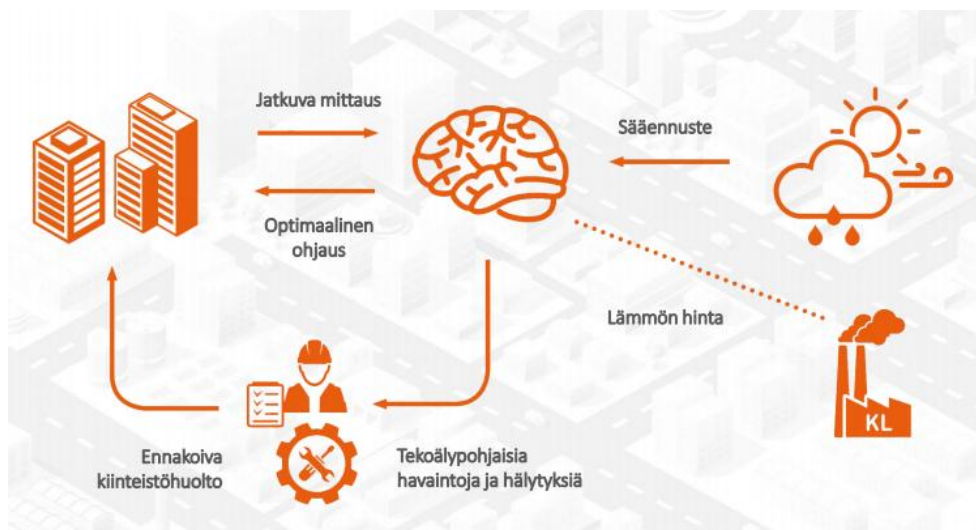 Jatkuva mittaus
Sääennuste
Optimaalinen
ohjaus
Lämmön hinta
KL
Ennakoiva
kiinteistöhuolto
Tekoälypohjaisia
havaintoja ja hälytyksiä